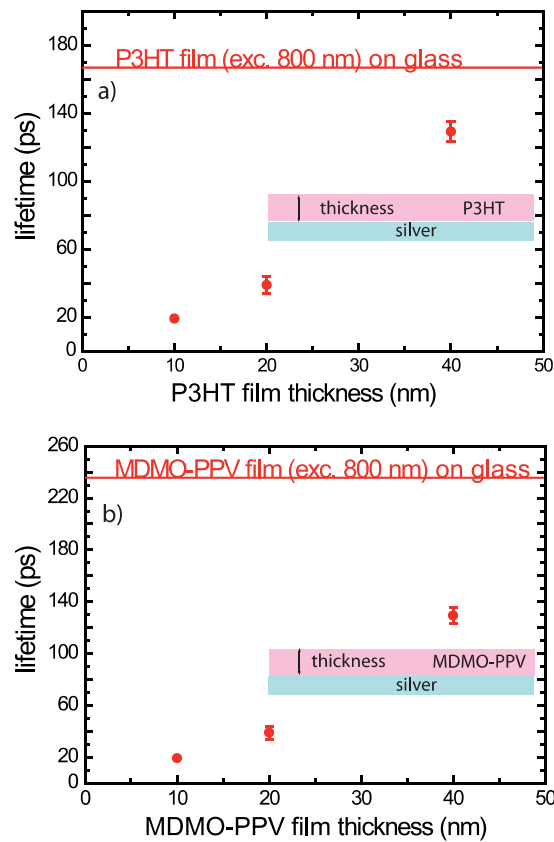 180
P3HT film (exc. 800 nm) on glass
a)
140
lifetime (ps)
100
thickness P3HT
silver
60
20
0
0 10 20 30 40 50
P3HT film thickness (nm)
260
MDMO-PPV film (exc. 800 nm) on glass
220
b)
180
lifetime (ps)
140
100
thickness MDMO-PPV
silver
60
20
0
0 10 20 30 40 50
MDMO-PPV film thickness (nm)